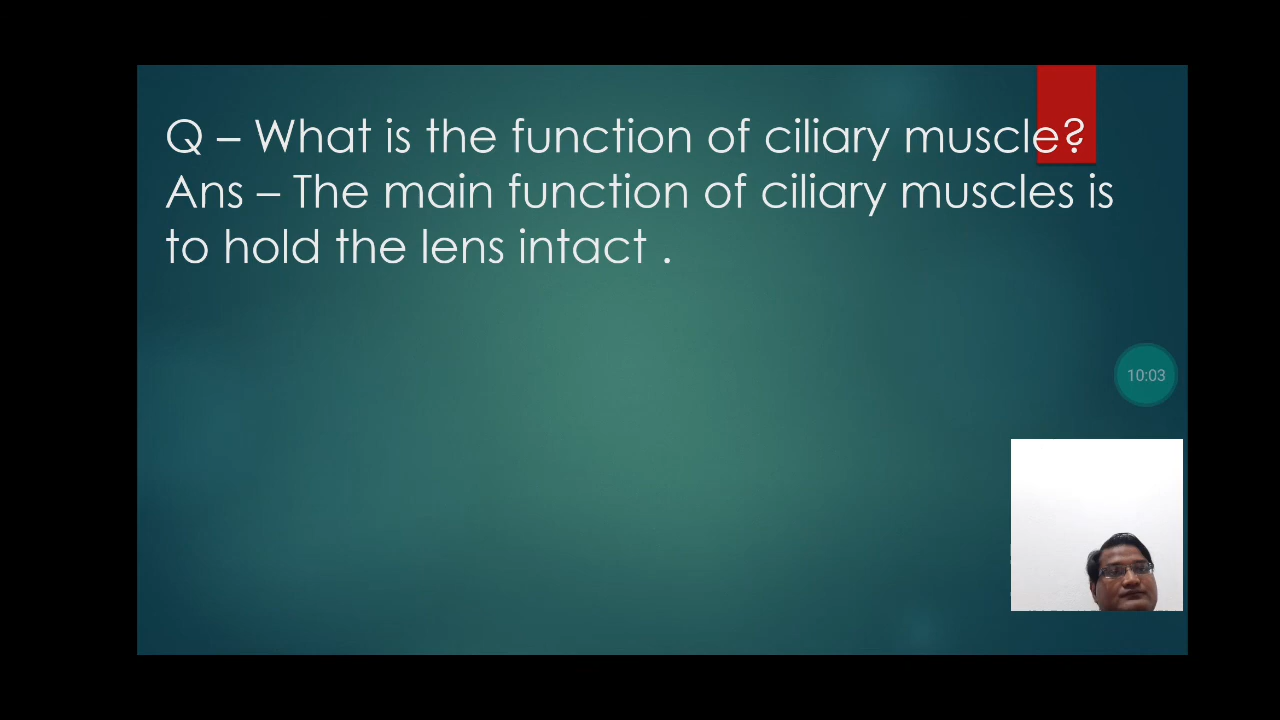 Q – What is the function of ciliary muscle?
Ans – The main function of ciliary muscles is
to hold the lens intact .
10:03